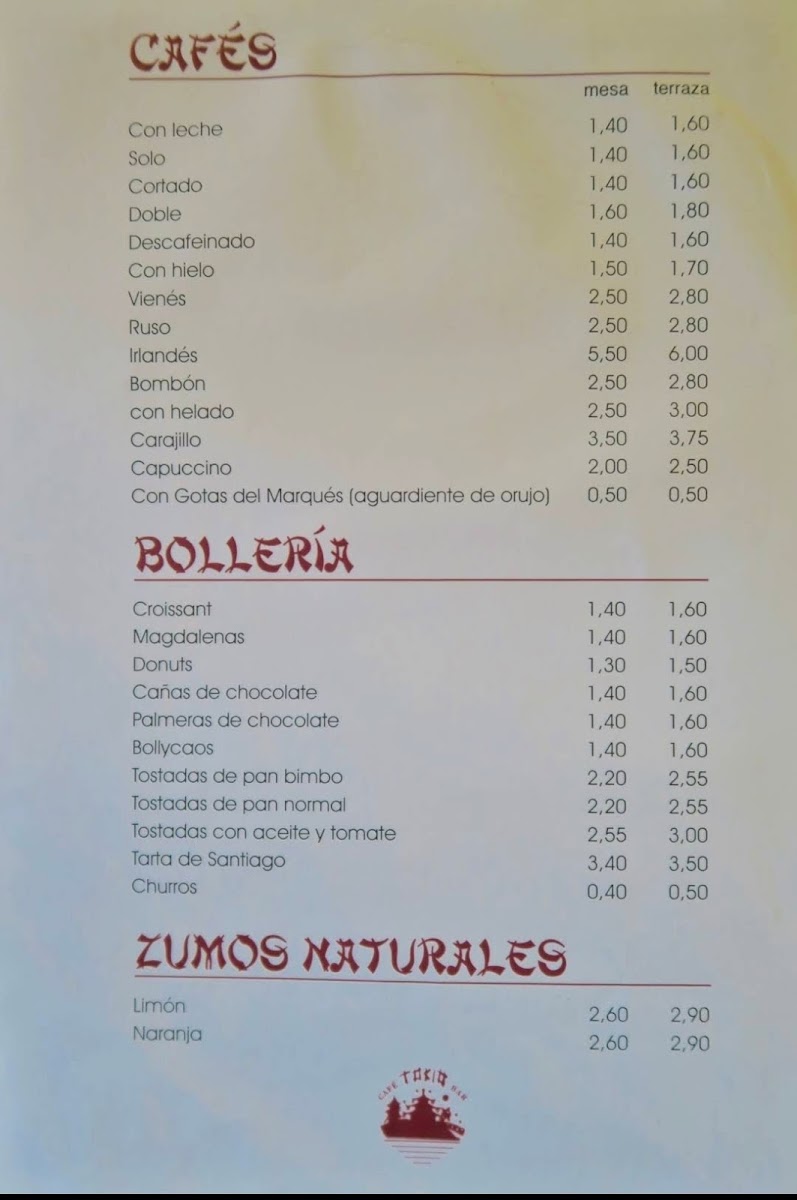 CAFÉS
mesa terraza
Con leche 1,40 1,60
Solo 1,40 1,60
Cortado 1,40 1,60
Doble 1,60 1,80
Descafeinado 1,40 1,60
Con hielo 1,50 1,70
Vienés 2,50 2,80
Ruso 2,50 2,80
Irlandés 5,50 6,00
Bombón 2,50 2,80
con helado 2,50 3,00
Carajillo 3,50 3,75
Capuccino 2,00 2,50
Con Gotas del Marqués (aguardiente de orujo) 0,50 0,50
BOLLERÍA
Croissant 1,40 1,60
Magdalenas 1,40 1,60
Donuts 1,30 1,50
Cañas de chocolate 1,40 1,60
Palmeras de chocolate 1,40 1,60
Bollycaos 1,40 1,60
Tostadas de pan bimbo 2,20 2,55
Tostadas de pan normal 2,20 2,55
Tostadas con aceite y tomate 2,55 3,00
Tarta de Santiago 3,40 3,50
Churros 0,40 0,50
ZUMOS NATURALES
Limón 2,60 2,90
Naranja 2,60 2,90
CAFE TOKIO BAR